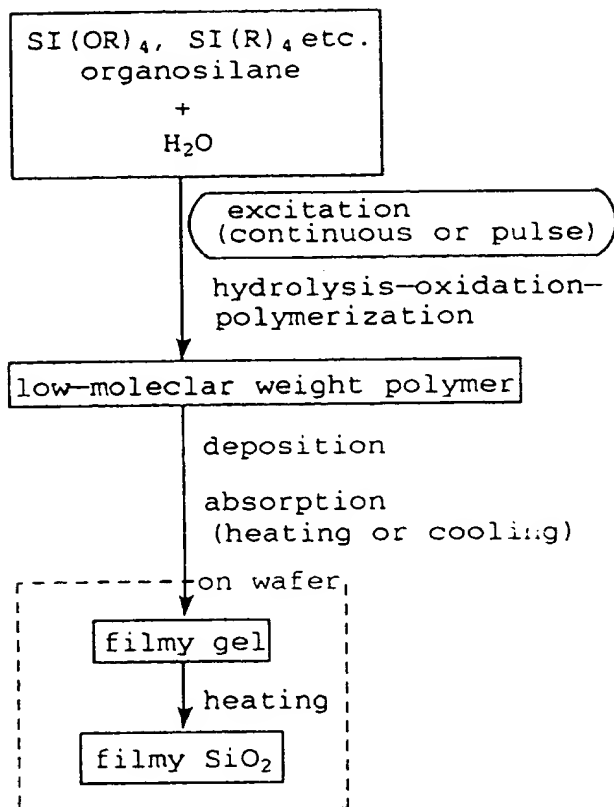 SI(OR)₄, SI(R)₄ etc.
organosilane
+
H₂O
excitation
(continuous or pulse)
hydrolysis—oxidation—
polymerization
low—moleclar weight polymer
deposition
absorption
(heating or cooling)
on wafer
filmy gel
heating
filmy SiO₂